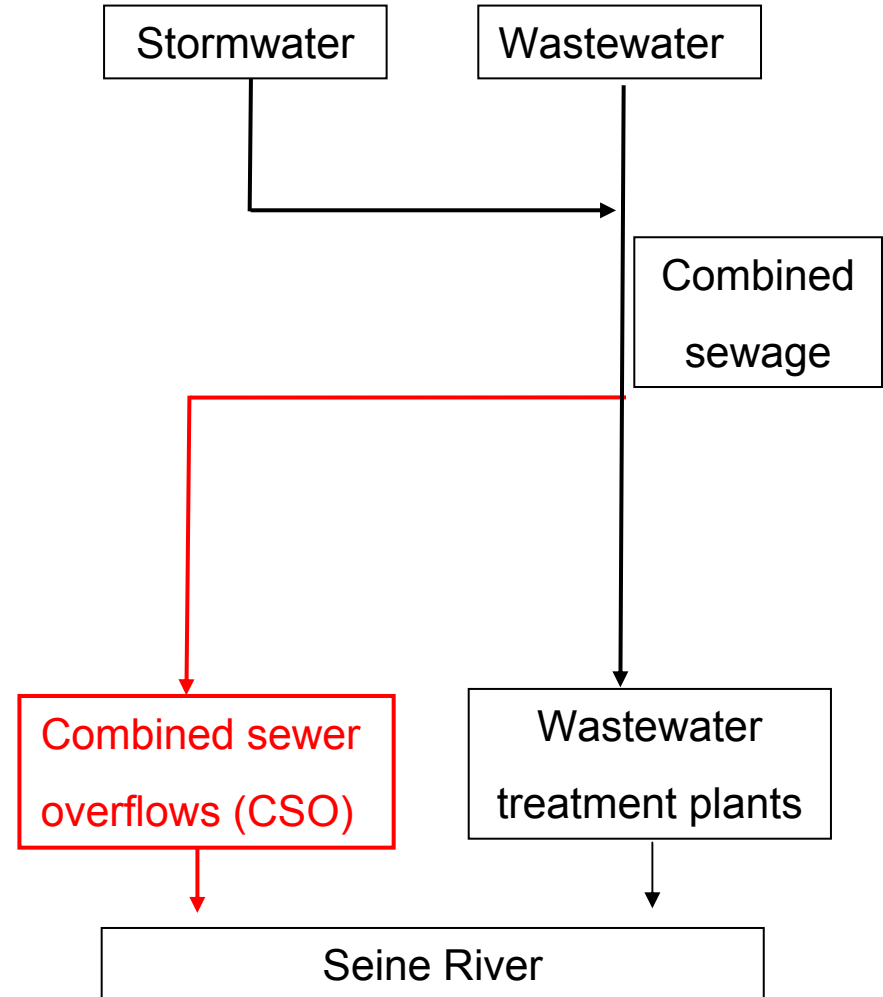 Stormwater
Wastewater
Combined
sewage
Combined sewer
overflows (CSO)
Wastewater
treatment plants
Seine River